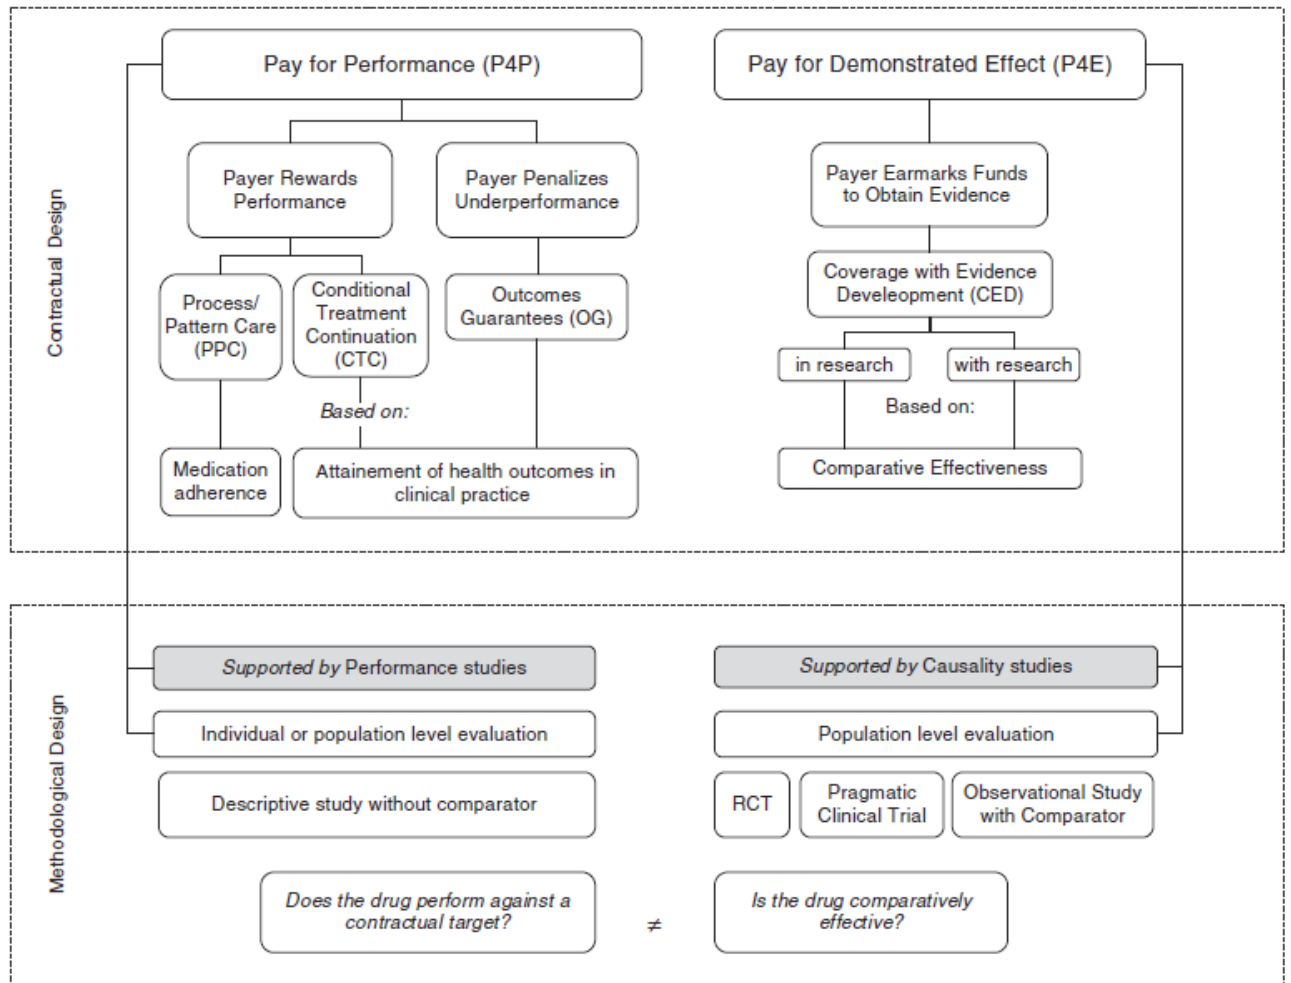 Contractual Design
Pay for Performance (P4P)
Payer Rewards
Performance
Payer Penalizes
Underperformance
Process/
Pattern Care
(PPC)
Conditional
Treatment
Continuation
(CTC)
Outcomes
Guarantees (OG)
Based on:
Medication
adherence
Attainement of health outcomes in
clinical practice
Pay for Demonstrated Effect (P4E)
Payer Earmarks Funds
to Obtain Evidence
Coverage with Evidence
Develeopment (CED)
in research
with research
Based on:
Comparative Effectiveness
Methodological Design
Supported by Performance studies
Individual or population level evaluation
Descriptive study without comparator
Does the drug perform against a
contractual target?
≠
Supported by Causality studies
Population level evaluation
RCT
Pragmatic
Clinical Trial
Observational Study
with Comparator
Is the drug comparatively
effective?